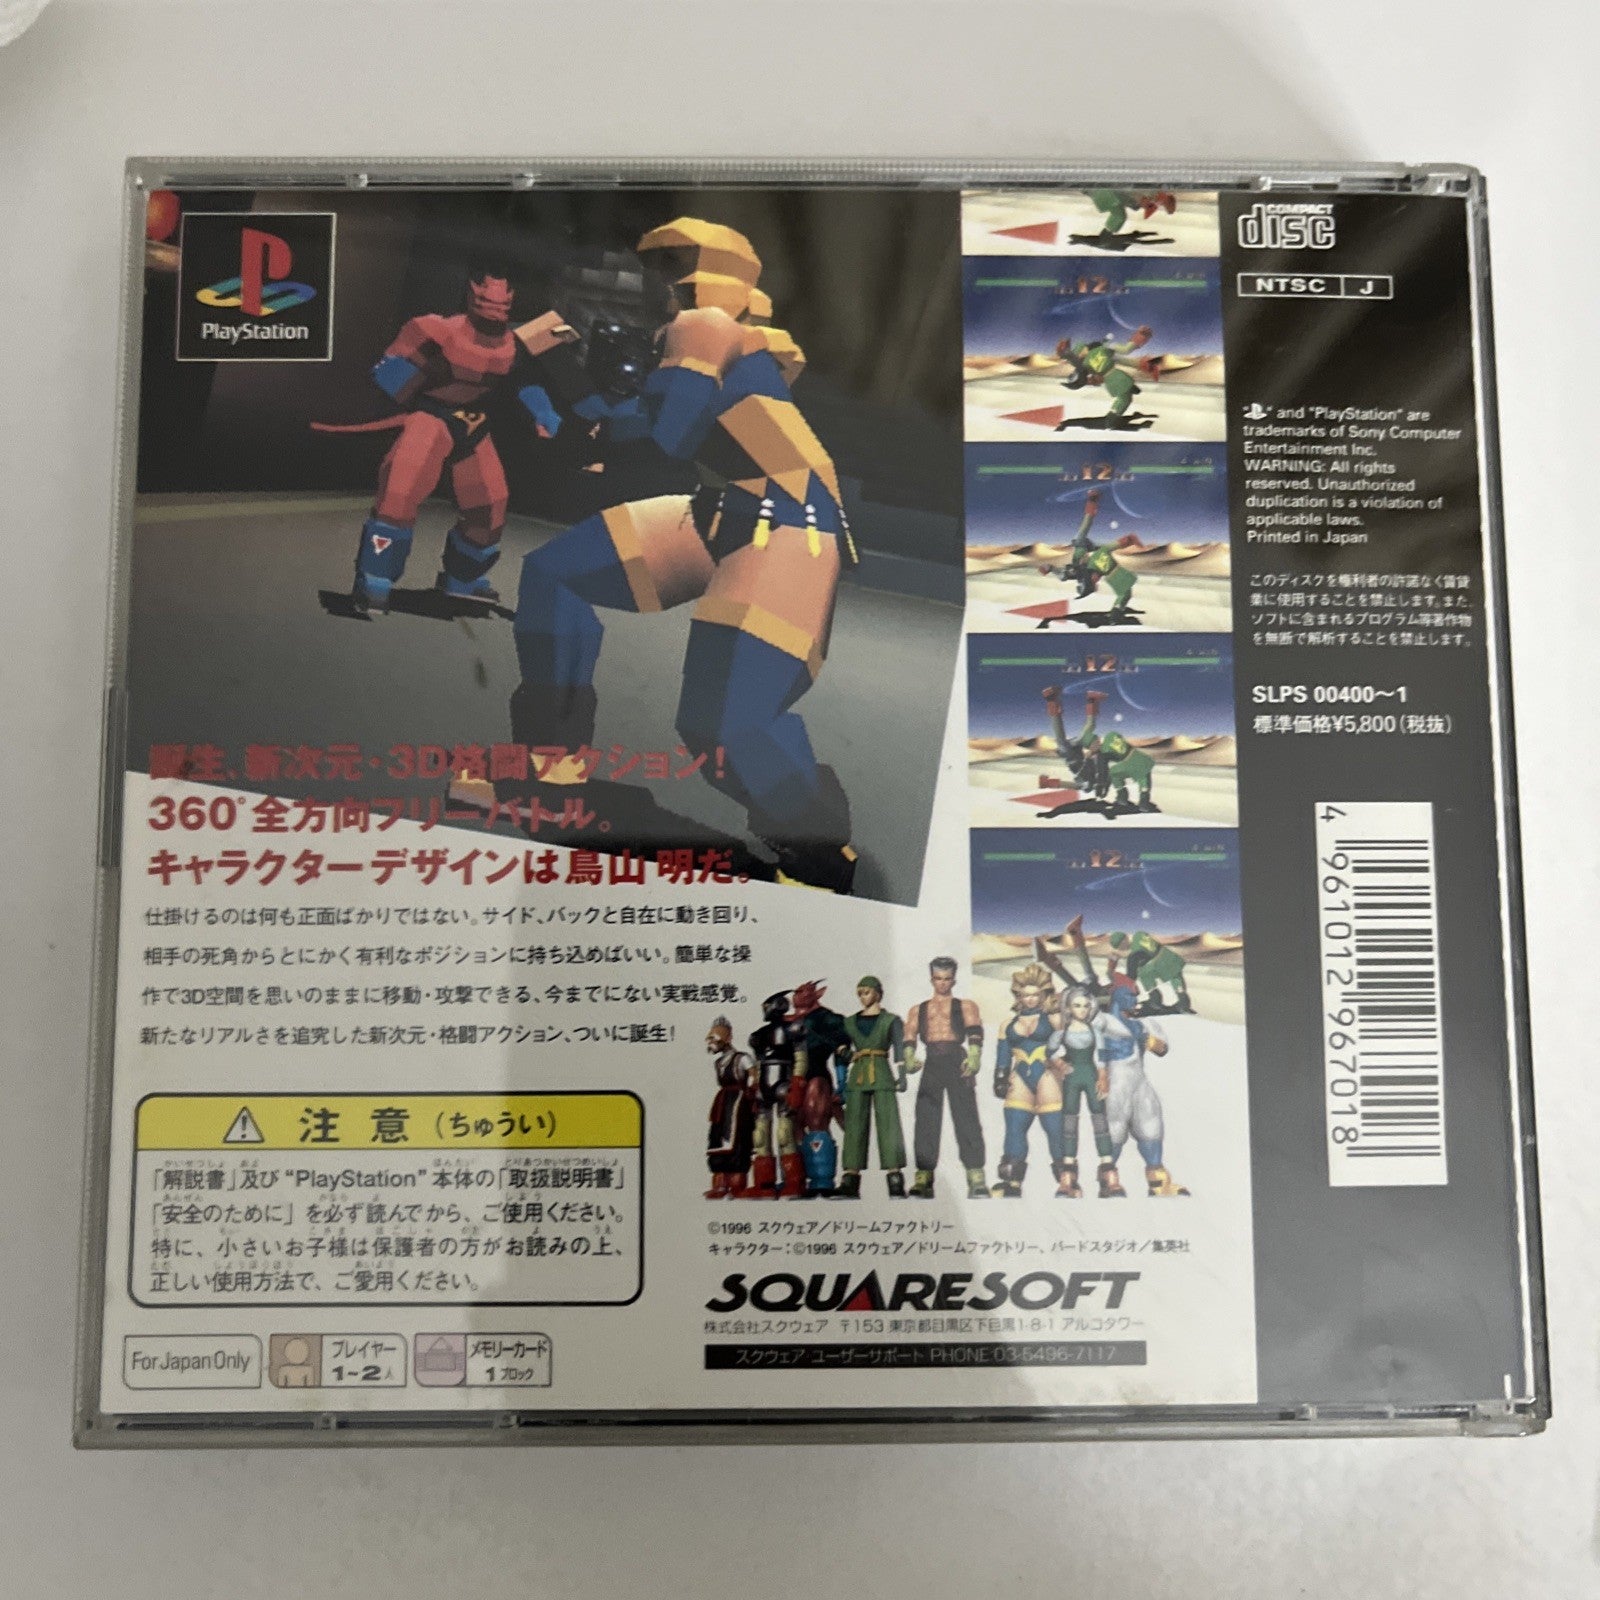 PlayStation
誕生、新次元・3D格闘アクション!
360°全方向フリーバトル。
キャラクターデザインは鳥山 明だ。
仕掛けるのは何も正面ばかりではない。サイド、バックと自在に動き回り、
相手の死角からとにかく有利なポジションに持ち込めばいい。簡単な操
作で3D空間を思いのままに移動・攻撃できる、今までにない実戦感覚。
新たなリアルさを追究した新次元・格闘アクション、ついに誕生!
注意(ちゅうい)
「解説書」及び"PlayStation"本体の「取扱説明書」
「安全のために」を必ず読んでから、ご使用ください。
特に、小さいお子様は保護者の方がお読みの上、
正しい使用方法で、ご愛用ください。
For Japan Only
プレイヤー
1~2人
メモリーカード
1ブロック
12
12
12
12
©1996 スクウェア/ドリームファクトリー
キャラクター:©1996 スクウェア/ドリームファクトリー、バードスタジオ/集英社
SQUARESOFT
株式会社スクウェア 〒153 東京都目黒区下目黒1-8-1 アルコタワー
スクウェア・ユーザーサポート PHONE 03-5496-7117
COMPACT
disc
NTSC J
" " and "PlayStation" are
trademarks of Sony Computer
Entertainment Inc.
WARNING: All rights
reserved. Unauthorized
duplication is a violation of
applicable laws.
Printed in Japan
このディスクを権利者の許諾なく賃貸
業に使用することを禁止します。また、
ソフトに含まれるプログラム等著作物
を無断で解析することを禁止します。
SLPS 00400~1
標準価格¥5,800(税抜)
4 961012 967018